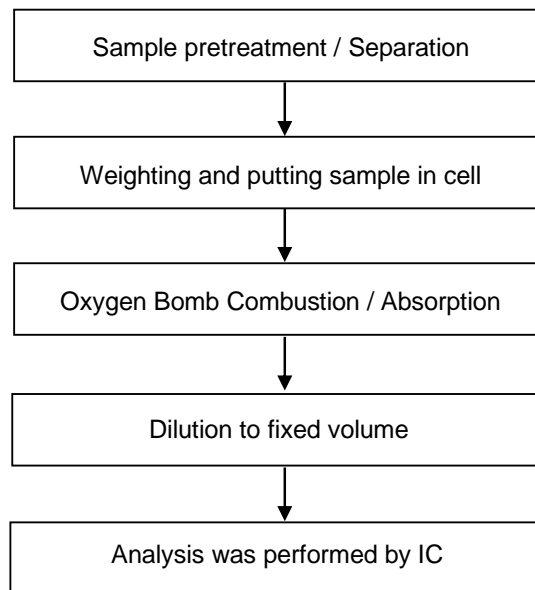 Sample pretreatment / Separation
Weighting and putting sample in cell
Oxygen Bomb Combustion / Absorption
Dilution to fixed volume
Analysis was performed by IC